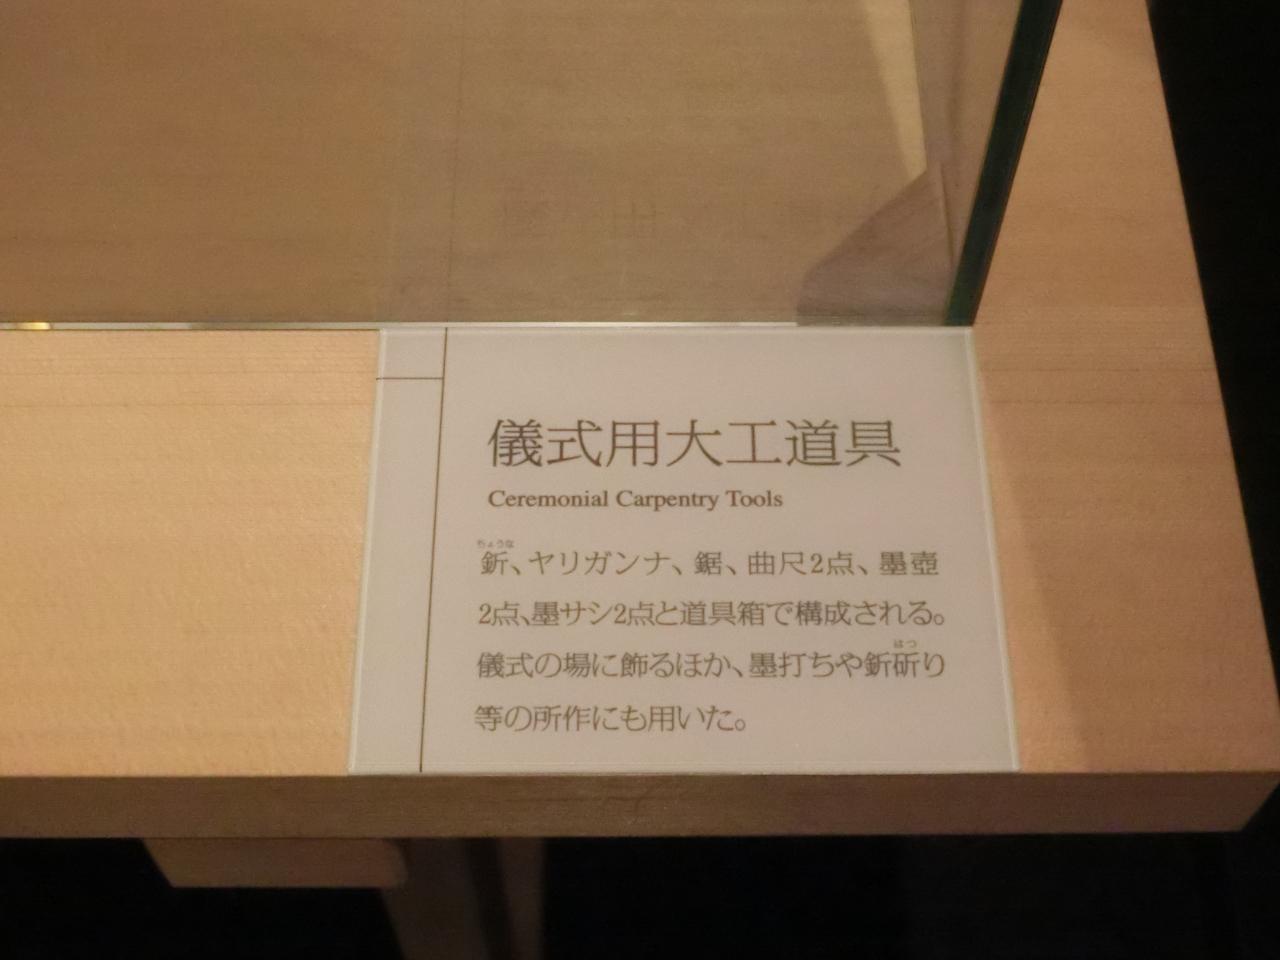 儀式用大工道具
Ceremonial Carpentry Tools
ちょうな
釿、ヤリガンナ、鋸、曲尺2点、墨壺
2点、墨サシ2点と道具箱で構成される。
はつ
儀式の場に飾るほか、墨打ちや釿斫り
等の所作にも用いた。